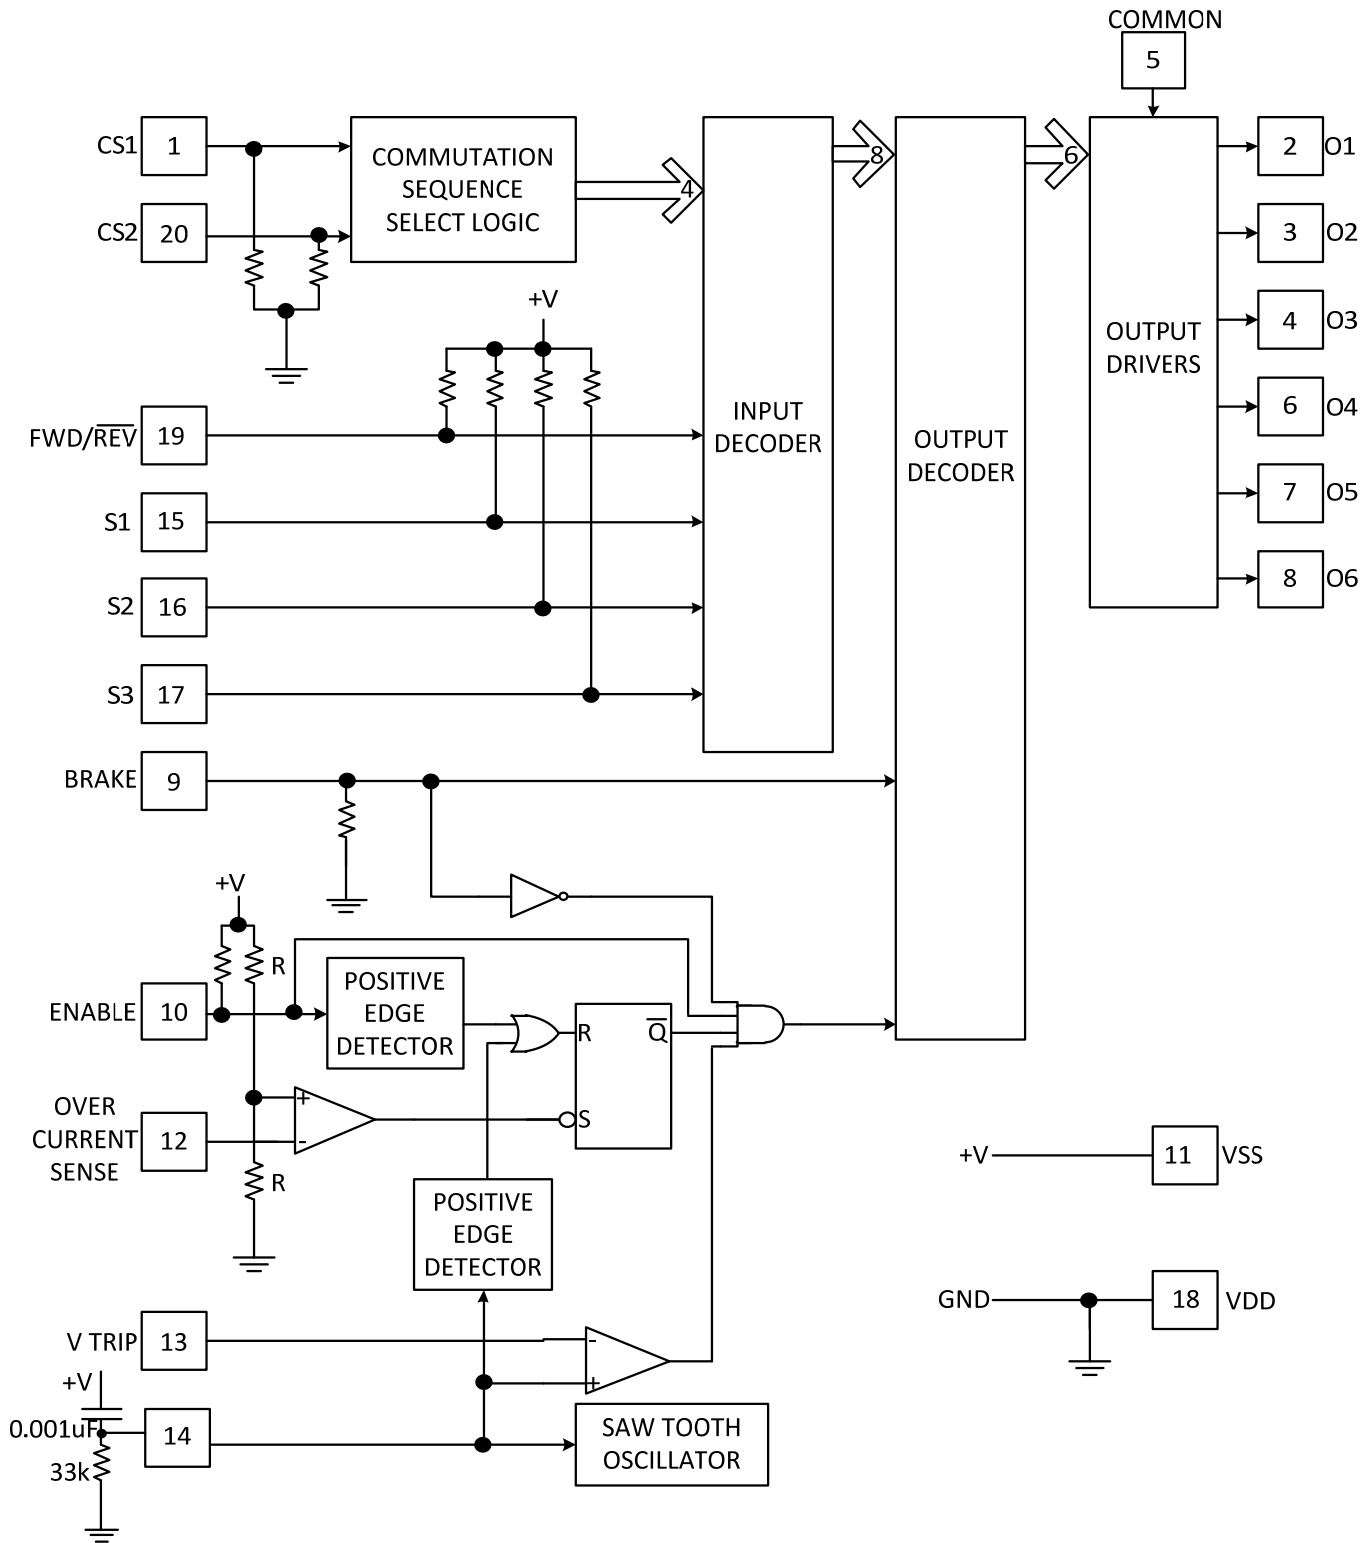 COMMON
5
CS1
1
COMMUTATION
SEQUENCE
SELECT LOGIC
4
8
6
2
O1
CS2
20
3
O2
+V
4
O3
OUTPUT
DRIVERS
INPUT
DECODER
OUTPUT
DECODER
6
O4
FWD/REV
19
7
O5
S1
15
8
O6
S2
16
S3
17
BRAKE
9
+V
R
POSITIVE
EDGE
DETECTOR
ENABLE
10
R
Q
S
OVER
CURRENT
SENSE
12
+
-
R
+V
11
VSS
POSITIVE
EDGE
DETECTOR
GND
18
VDD
V TRIP
13
-
+
+V
0.001uF
14
33k
SAW TOOTH
OSCILLATOR